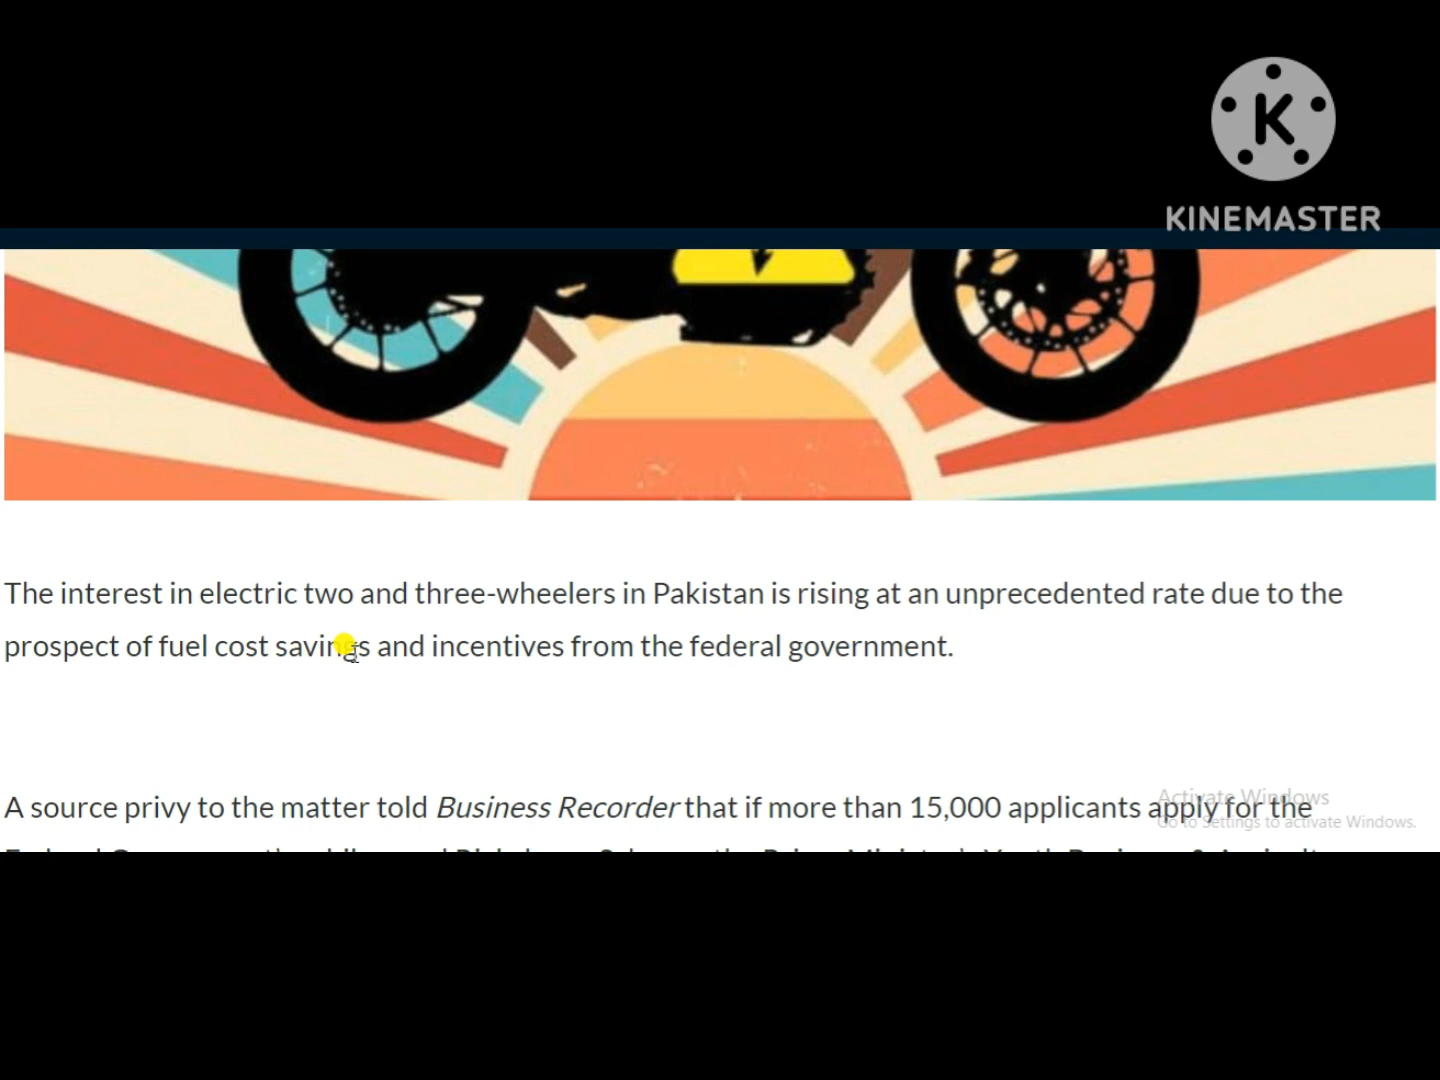 K
KINEMASTER
The interest in electric two and three-wheelers in Pakistan is rising at an unprecedented rate due to the
prospect of fuel cost savings and incentives from the federal government.
A source privy to the matter told Business Recorder that if more than 15,000 applicants apply for the
Activate Windows
Go to Settings to activate Windows.